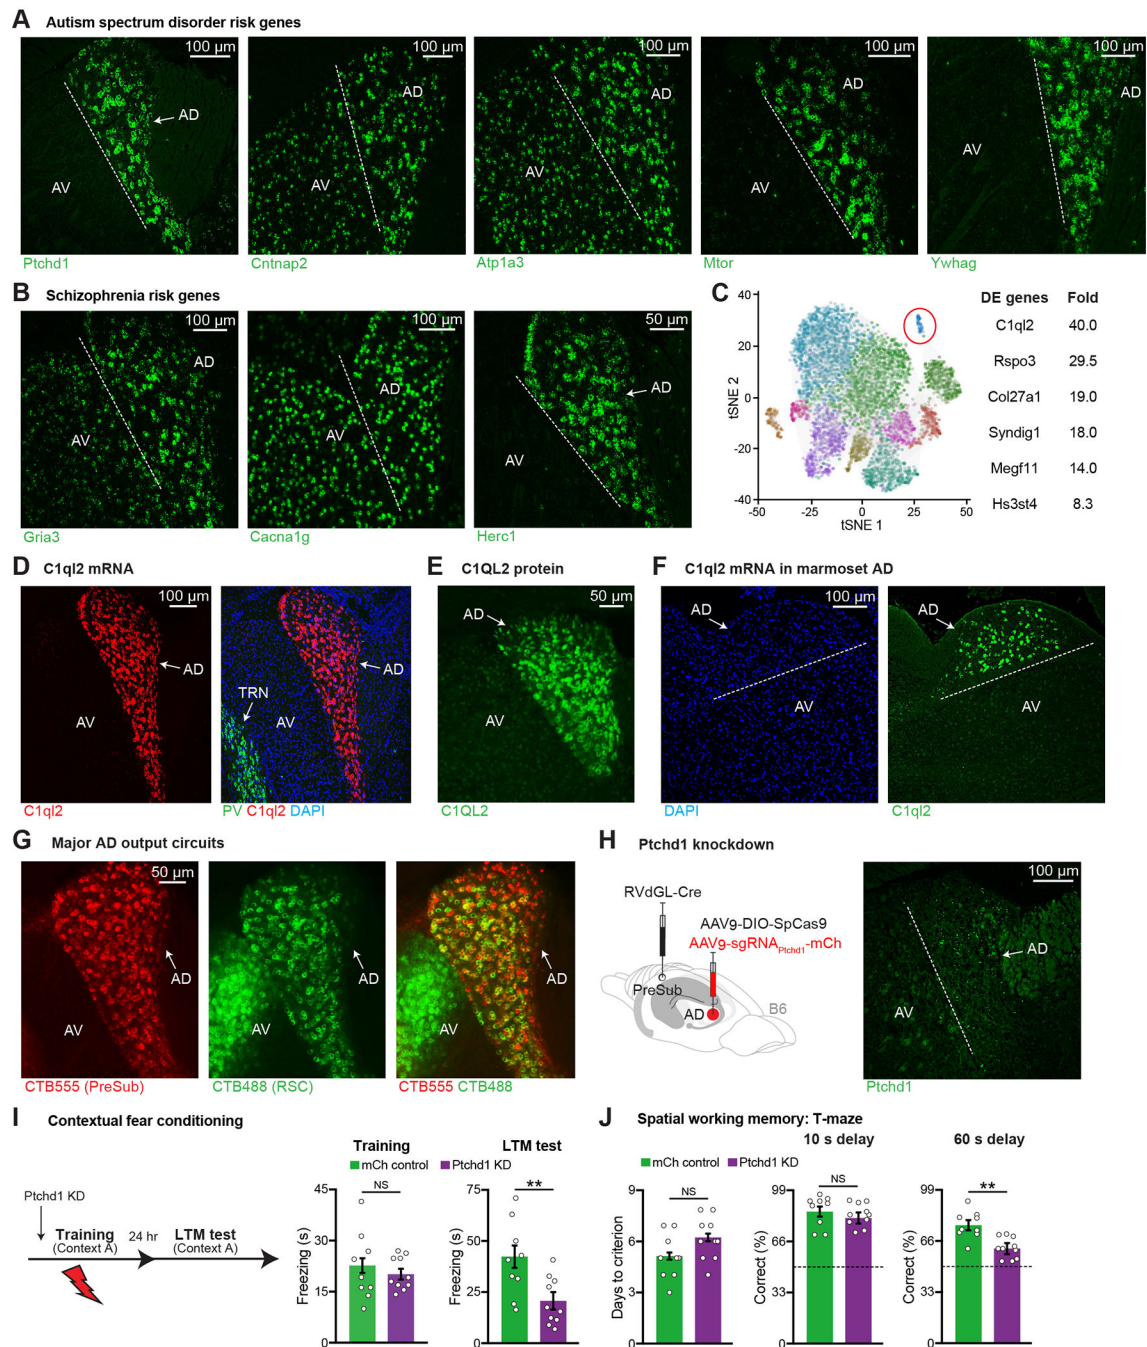 A Autism spectrum disorder risk genes
100 µm
AD
AV
Ptchd1
100 µm
AD
AV
Cntnap2
100 µm
AD
AV
Atp1a3
100 µm
AD
AV
Mtor
100 µm
AD
AV
Ywhag
B Schizophrenia risk genes
100 µm
AD
AV
Gria3
100 µm
AD
AV
Cacna1g
50 µm
AD
AV
Herc1
C
40
20
0
-20
-40
tSNE 2
-50 -25 0 25 50
tSNE 1
DE genes Fold
C1ql2 40.0
Rspo3 29.5
Col27a1 19.0
Syndig1 18.0
Megf11 14.0
Hs3st4 8.3
D C1ql2 mRNA
100 µm
AD
AV
C1ql2
100 µm
AD
TRN
AV
PV C1ql2 DAPI
E C1QL2 protein
50 µm
AD
AV
C1QL2
F C1ql2 mRNA in marmoset AD
100 µm
AD
AV
DAPI
AD
AV
C1ql2
G Major AD output circuits
50 µm
AD
AV
CTB555 (PreSub)
AD
AV
CTB488 (RSC)
AD
AV
CTB555 CTB488
H Ptchd1 knockdown
RVdGL-Cre
AAV9-DIO-SpCas9
AAV9-sgRNAPtchd1-mCh
PreSub
AD
B6
100 µm
AD
AV
Ptchd1
I Contextual fear conditioning
Ptchd1 KD
Training
(Context A)
24 hr
LTM test
(Context A)
Training LTM test
mCh control Ptchd1 KD
45
30
15
0
Freezing (s)
NS
75
50
25
0
Freezing (s)
**
J Spatial working memory: T-maze
10 s delay 60 s delay
mCh control Ptchd1 KD
9
6
3
0
Days to criterion
NS
99
66
33
0
Correct (%)
NS
99
66
33
0
Correct (%)
**